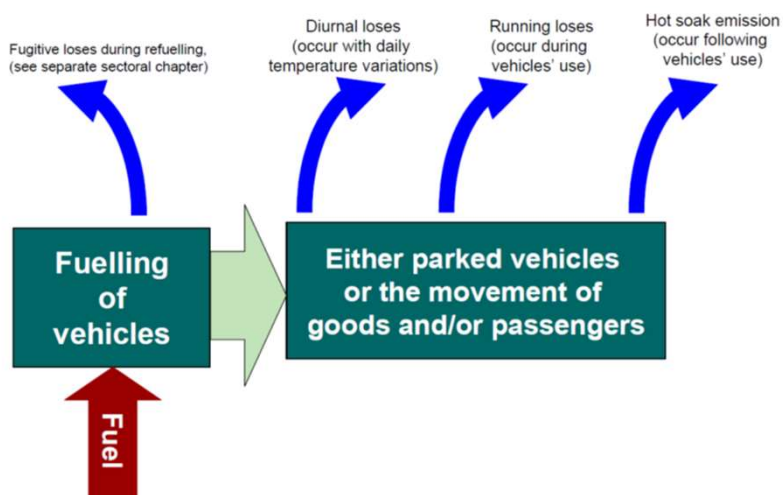 Fugitive loses during refuelling,
(see separate sectoral chapter)
Diurnal loses
(occur with daily
temperature variations)
Running loses
(occur during
vehicles' use)
Hot soak emission
(occur following
vehicles' use)
Fuelling
of
vehicles
Either parked vehicles
or the movement of
goods and/or passengers
Fuel